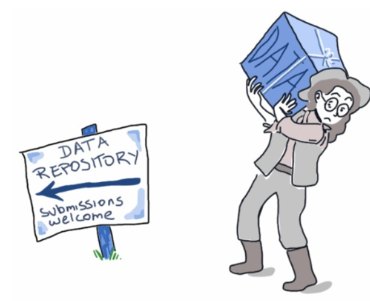 DATA
REPOSITORY
submissions
welcome
DATA